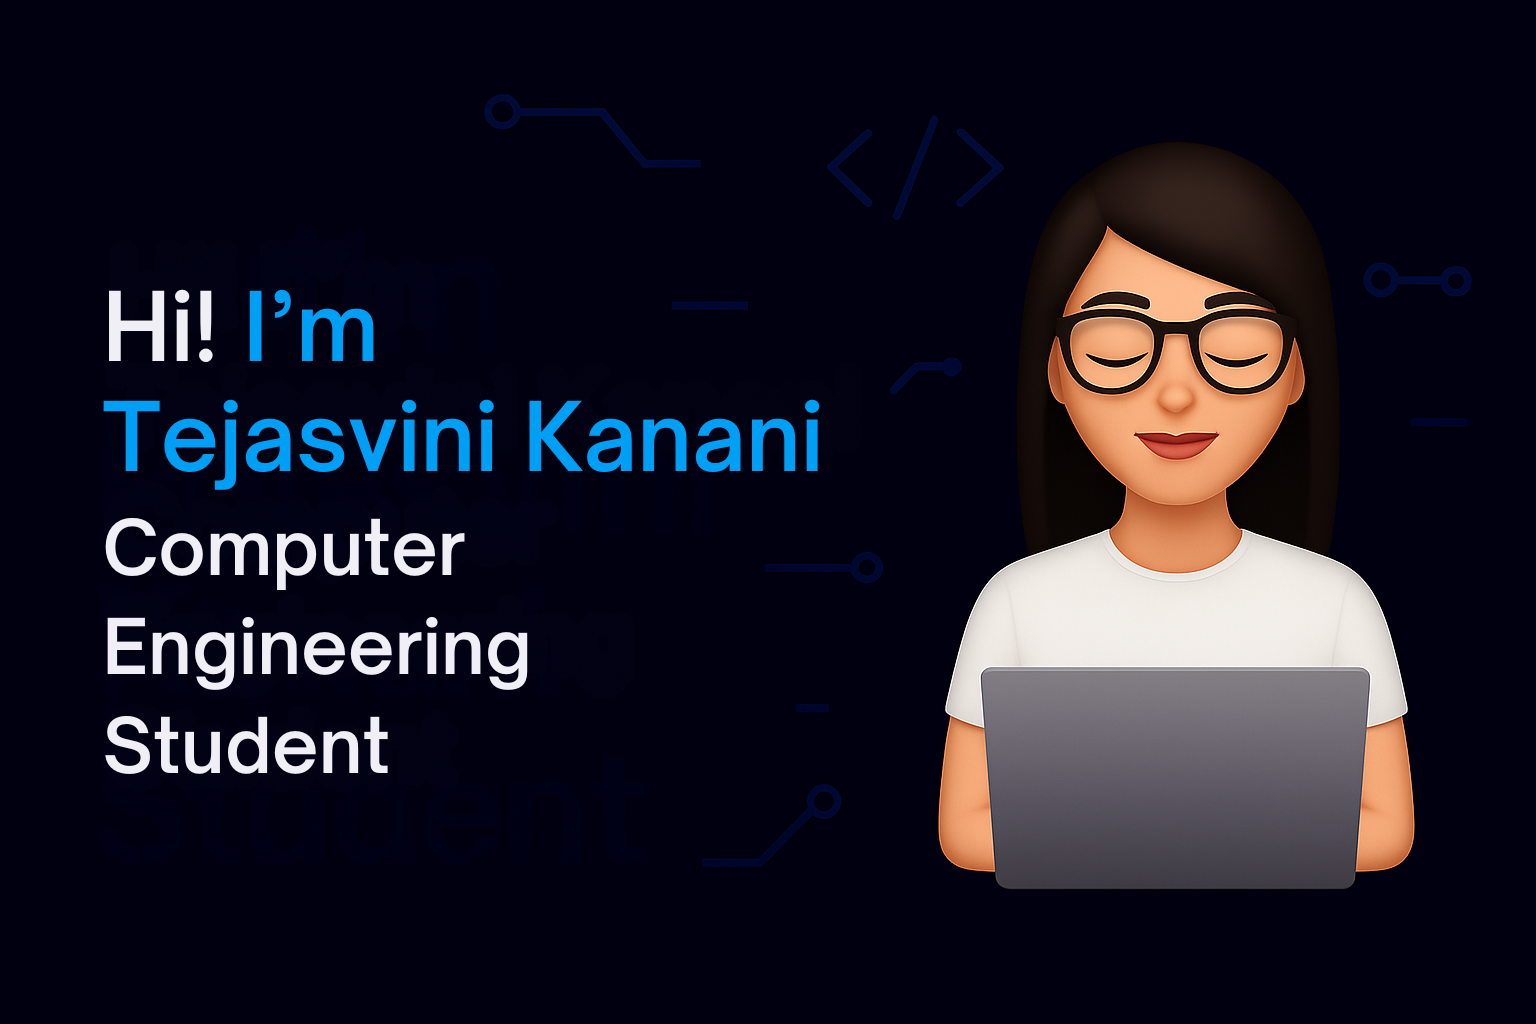 Hi! I’m
Tejasvini Kanani
Computer
Engineering
Student